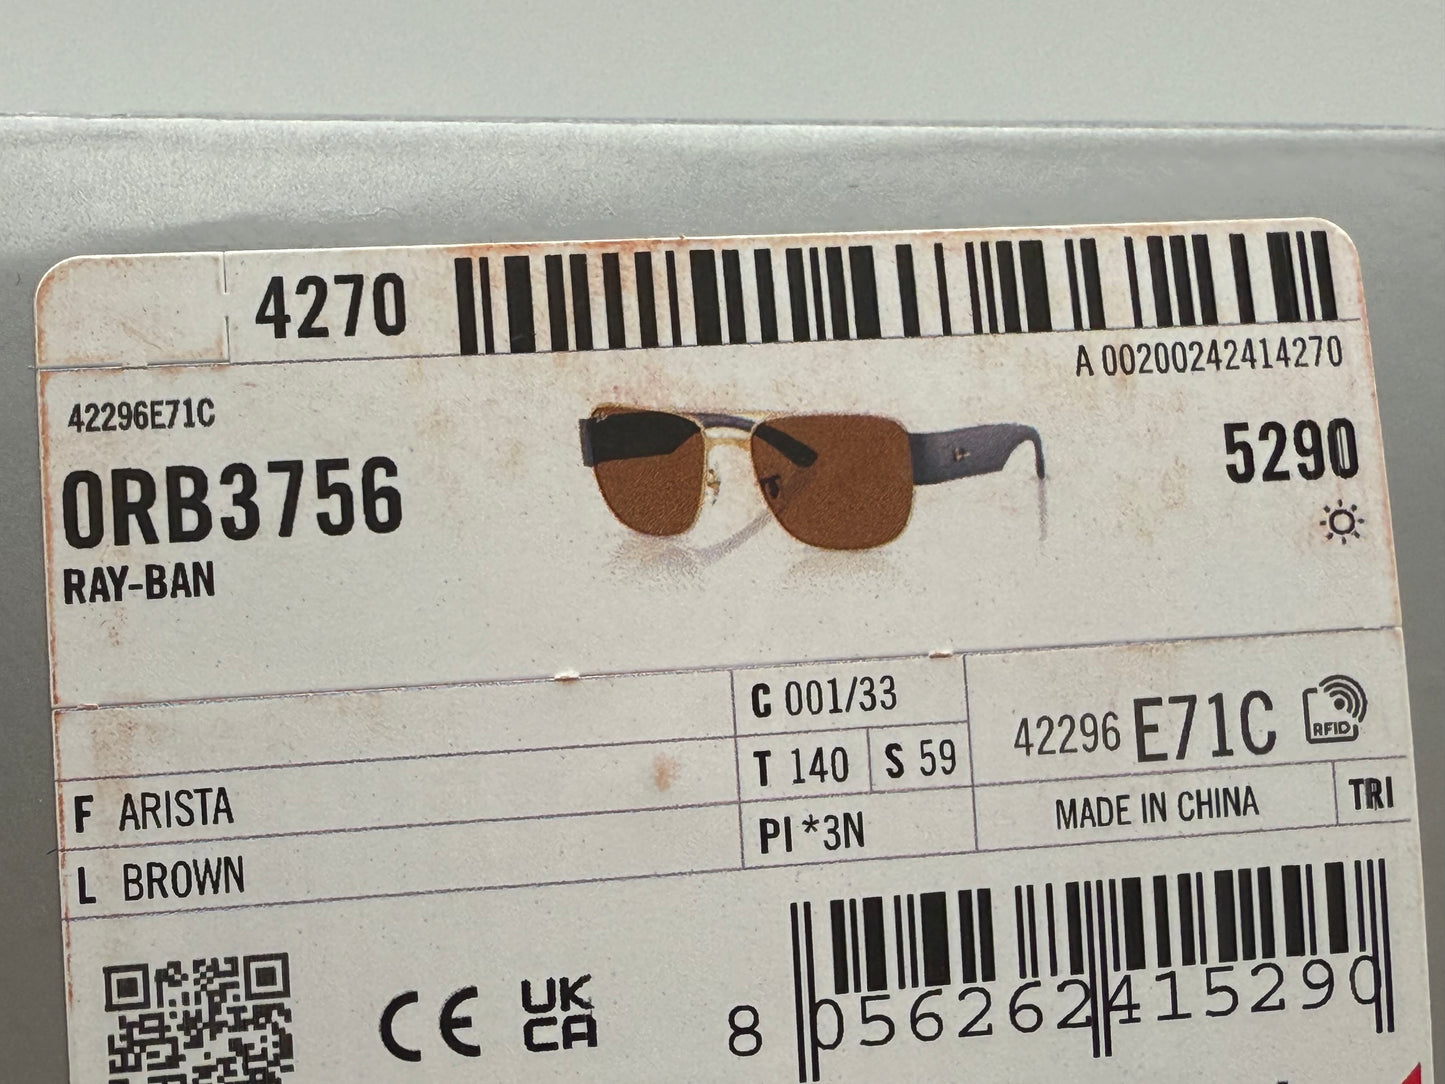 4270
A 00200242414270
42296E71C
0RB3756
RAY-BAN
5290
C 001/33
T 140 S 59
PI *3N
42296 E71C RFID
MADE IN CHINA TRI
F ARISTA
L BROWN
CE UK
CA
8 056262 415290